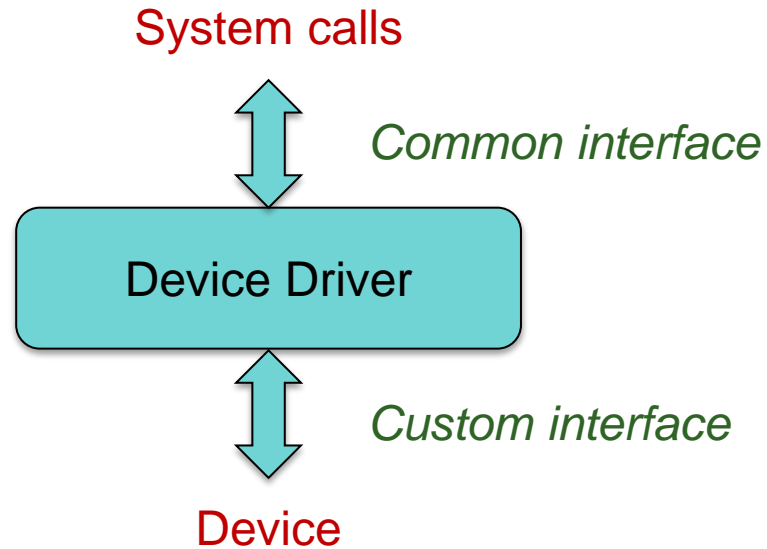 System calls
Common interface
Device Driver
Custom interface
Device